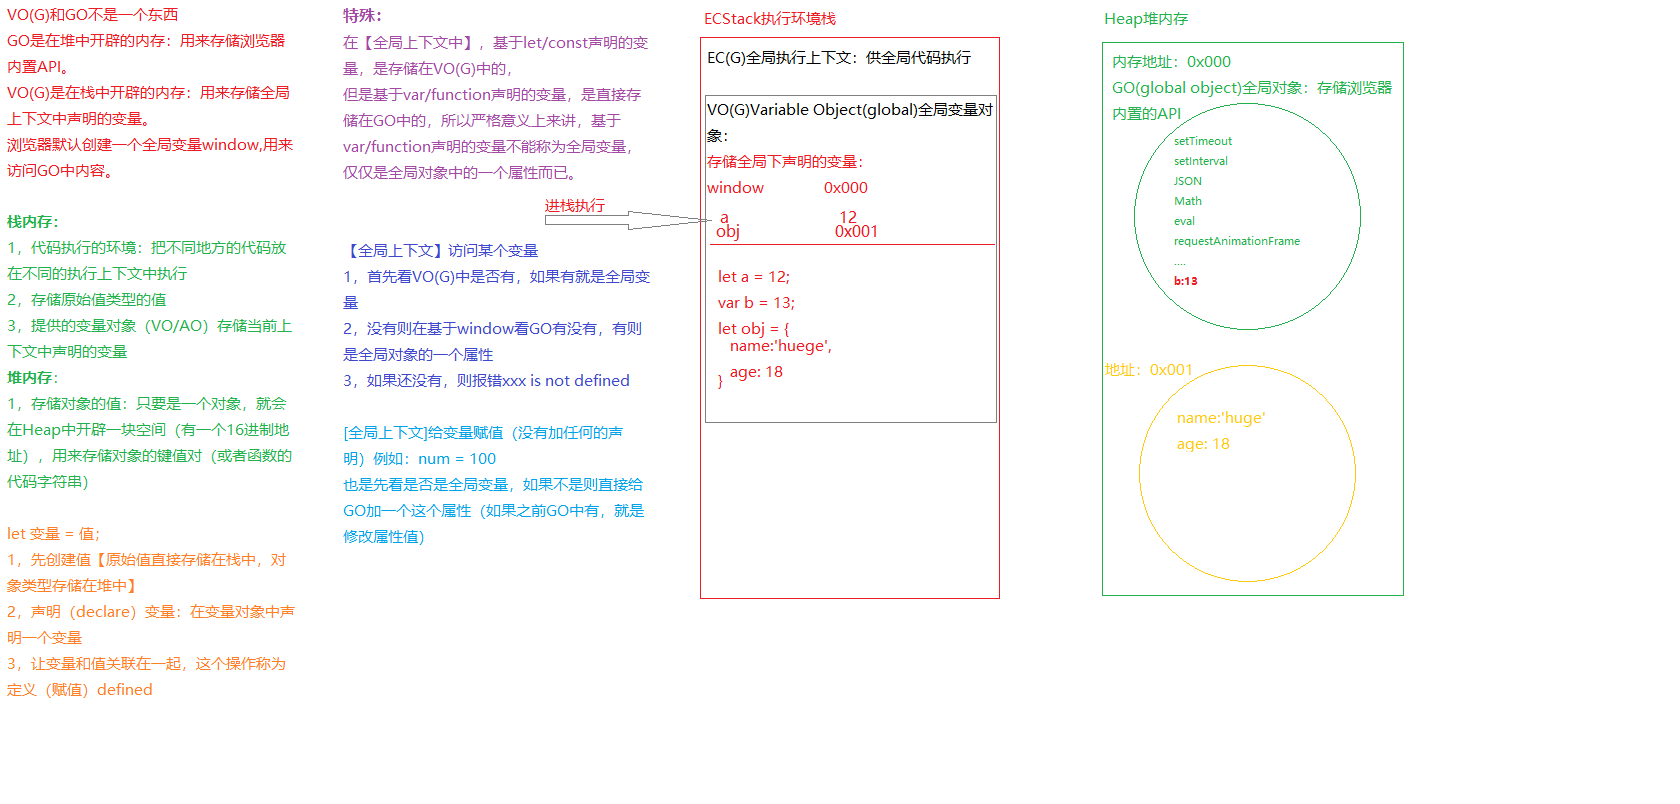 VO(G)和GO不是一个东西
GO是在堆中开辟的内存：用来存储浏览器
内置API。
VO(G)是在栈中开辟的内存：用来存储全局
上下文中声明的变量。
浏览器默认创建一个全局变量window,用来
访问GO中内容。
栈内存：
1，代码执行的环境：把不同地方的代码放
在不同的执行上下文中执行
2，存储原始值类型的值
3，提供的变量对象（VO/AO）存储当前上
下文中声明的变量
堆内存：
1，存储对象的值：只要是一个对象，就会
在Heap中开辟一块空间（有一个16进制地
址），用来存储对象的键值对（或者函数的
代码字符串）
let 变量 = 值；
1，先创建值【原始值直接存储在栈中，对
象类型存储在堆中】
2，声明（declare）变量：在变量对象中声
明一个变量
3，让变量和值关联在一起，这个操作称为
定义（赋值）defined
特殊：
在【全局上下文中】，基于let/const声明的变
量，是存储在VO(G)中的，
但是基于var/function声明的变量，是直接存
储在GO中的，所以严格意义上来讲，基于
var/function声明的变量不能称为全局变量，
仅仅是全局对象中的一个属性而已。
进栈执行
【全局上下文】访问某个变量
1，首先看VO(G)中是否有，如果有就是全局变
量
2，没有则在基于window看GO有没有，有则
是全局对象的一个属性
3，如果还没有，则报错xxx is not defined
[全局上下文]给变量赋值（没有加任何的声
明）例如：num = 100
也是先看是否是全局变量，如果不是则直接给
GO加一个这个属性（如果之前GO中有，就是
修改属性值）
ECStack执行环境栈
EC(G)全局执行上下文：供全局代码执行
VO(G)Variable Object(global)全局变量对
象：
存储全局下声明的变量：
window 0x000
a 12
obj 0x001
let a = 12;
var b = 13;
let obj = {
name:'huege',
age: 18
}
Heap堆内存
内存地址：0x000
GO(global object)全局对象：存储浏览器
内置的API
setTimeout
setInterval
JSON
Math
eval
requestAnimationFrame
....
b:13
地址：0x001
name:'huge'
age: 18